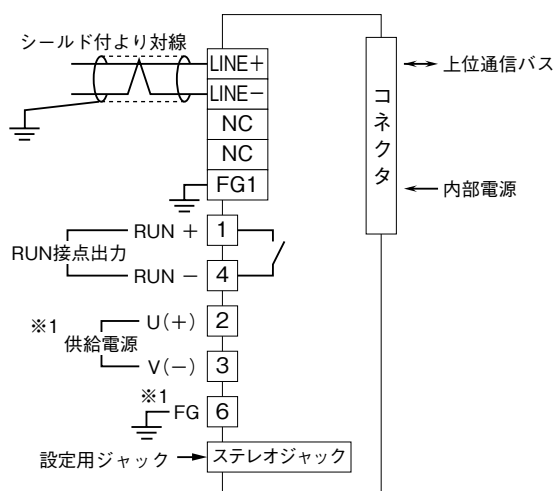 シールド付より対線
LINE+
LINE−
NC
NC
FG1
コネクタ
上位通信バス
内部電源
RUN接点出力
RUN +
1
RUN −
4
※1
供給電源
U(+)
2
V(−)
3
※1
FG
6
設定用ジャック
ステレオジャック